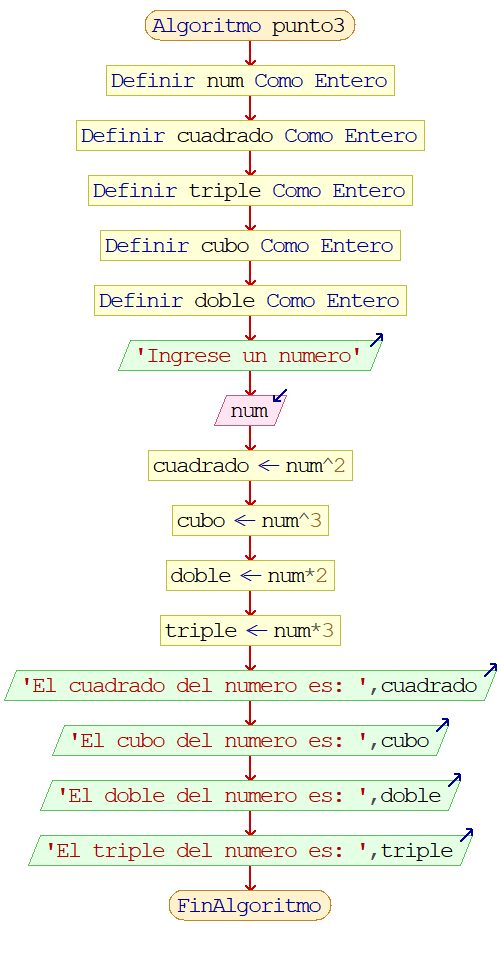 Algoritmo punto3
Definir num Como Entero
Definir cuadrado Como Entero
Definir triple Como Entero
Definir cubo Como Entero
Definir doble Como Entero
'Ingrese un numero'
num
cuadrado ← num^2
cubo ← num^3
doble ← num*2
triple ← num*3
'El cuadrado del numero es: ',cuadrado
'El cubo del numero es: ',cubo
'El doble del numero es: ',doble
'El triple del numero es: ',triple
FinAlgoritmo